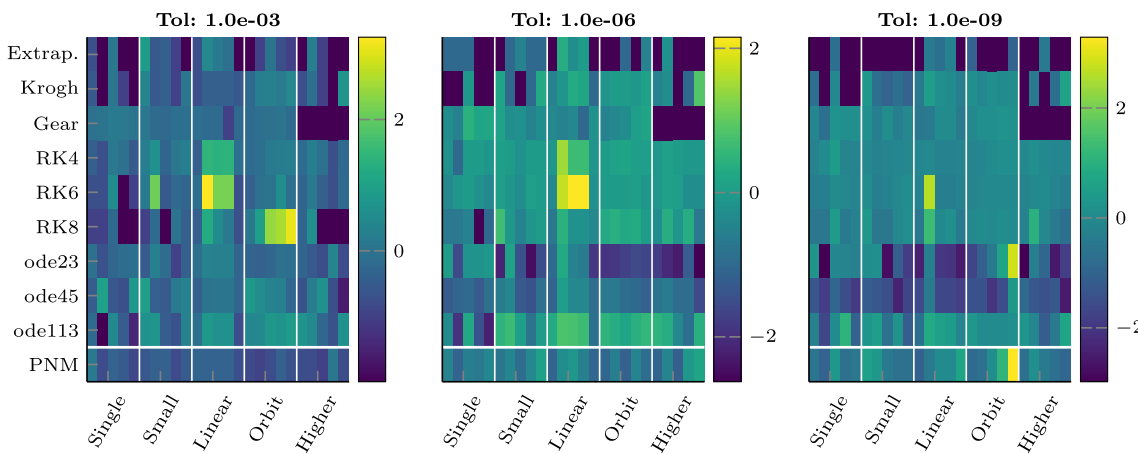 Tol: 1.0e-03
Tol: 1.0e-06
Tol: 1.0e-09
Extrap.
Krogh
Gear
RK4
RK6
RK8
ode23
ode45
ode113
PNM
2
0
2
0
−2
2
0
−2
Single
Small
Linear
Orbit
Higher
Single
Small
Linear
Orbit
Higher
Single
Small
Linear
Orbit
Higher